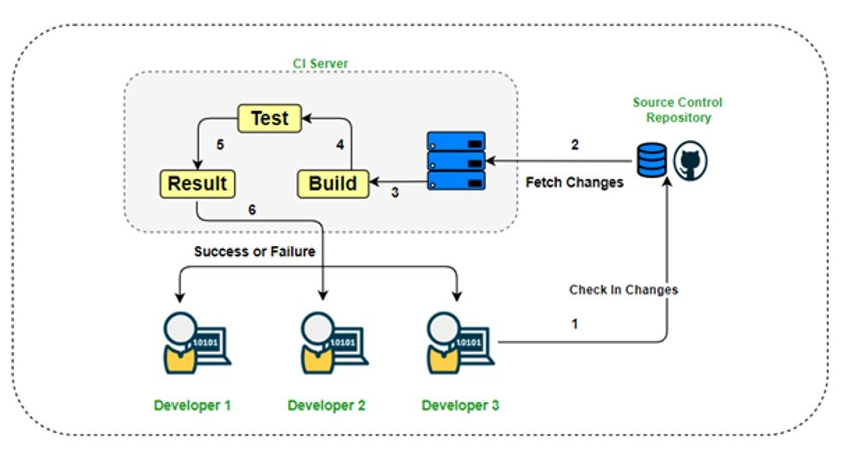 CI Server
Source Control
Repository
Test
5
4
2
Result
Build
3
Fetch Changes
6
Success or Failure
Check In Changes
1
10101
10101
10101
Developer 1
Developer 2
Developer 3